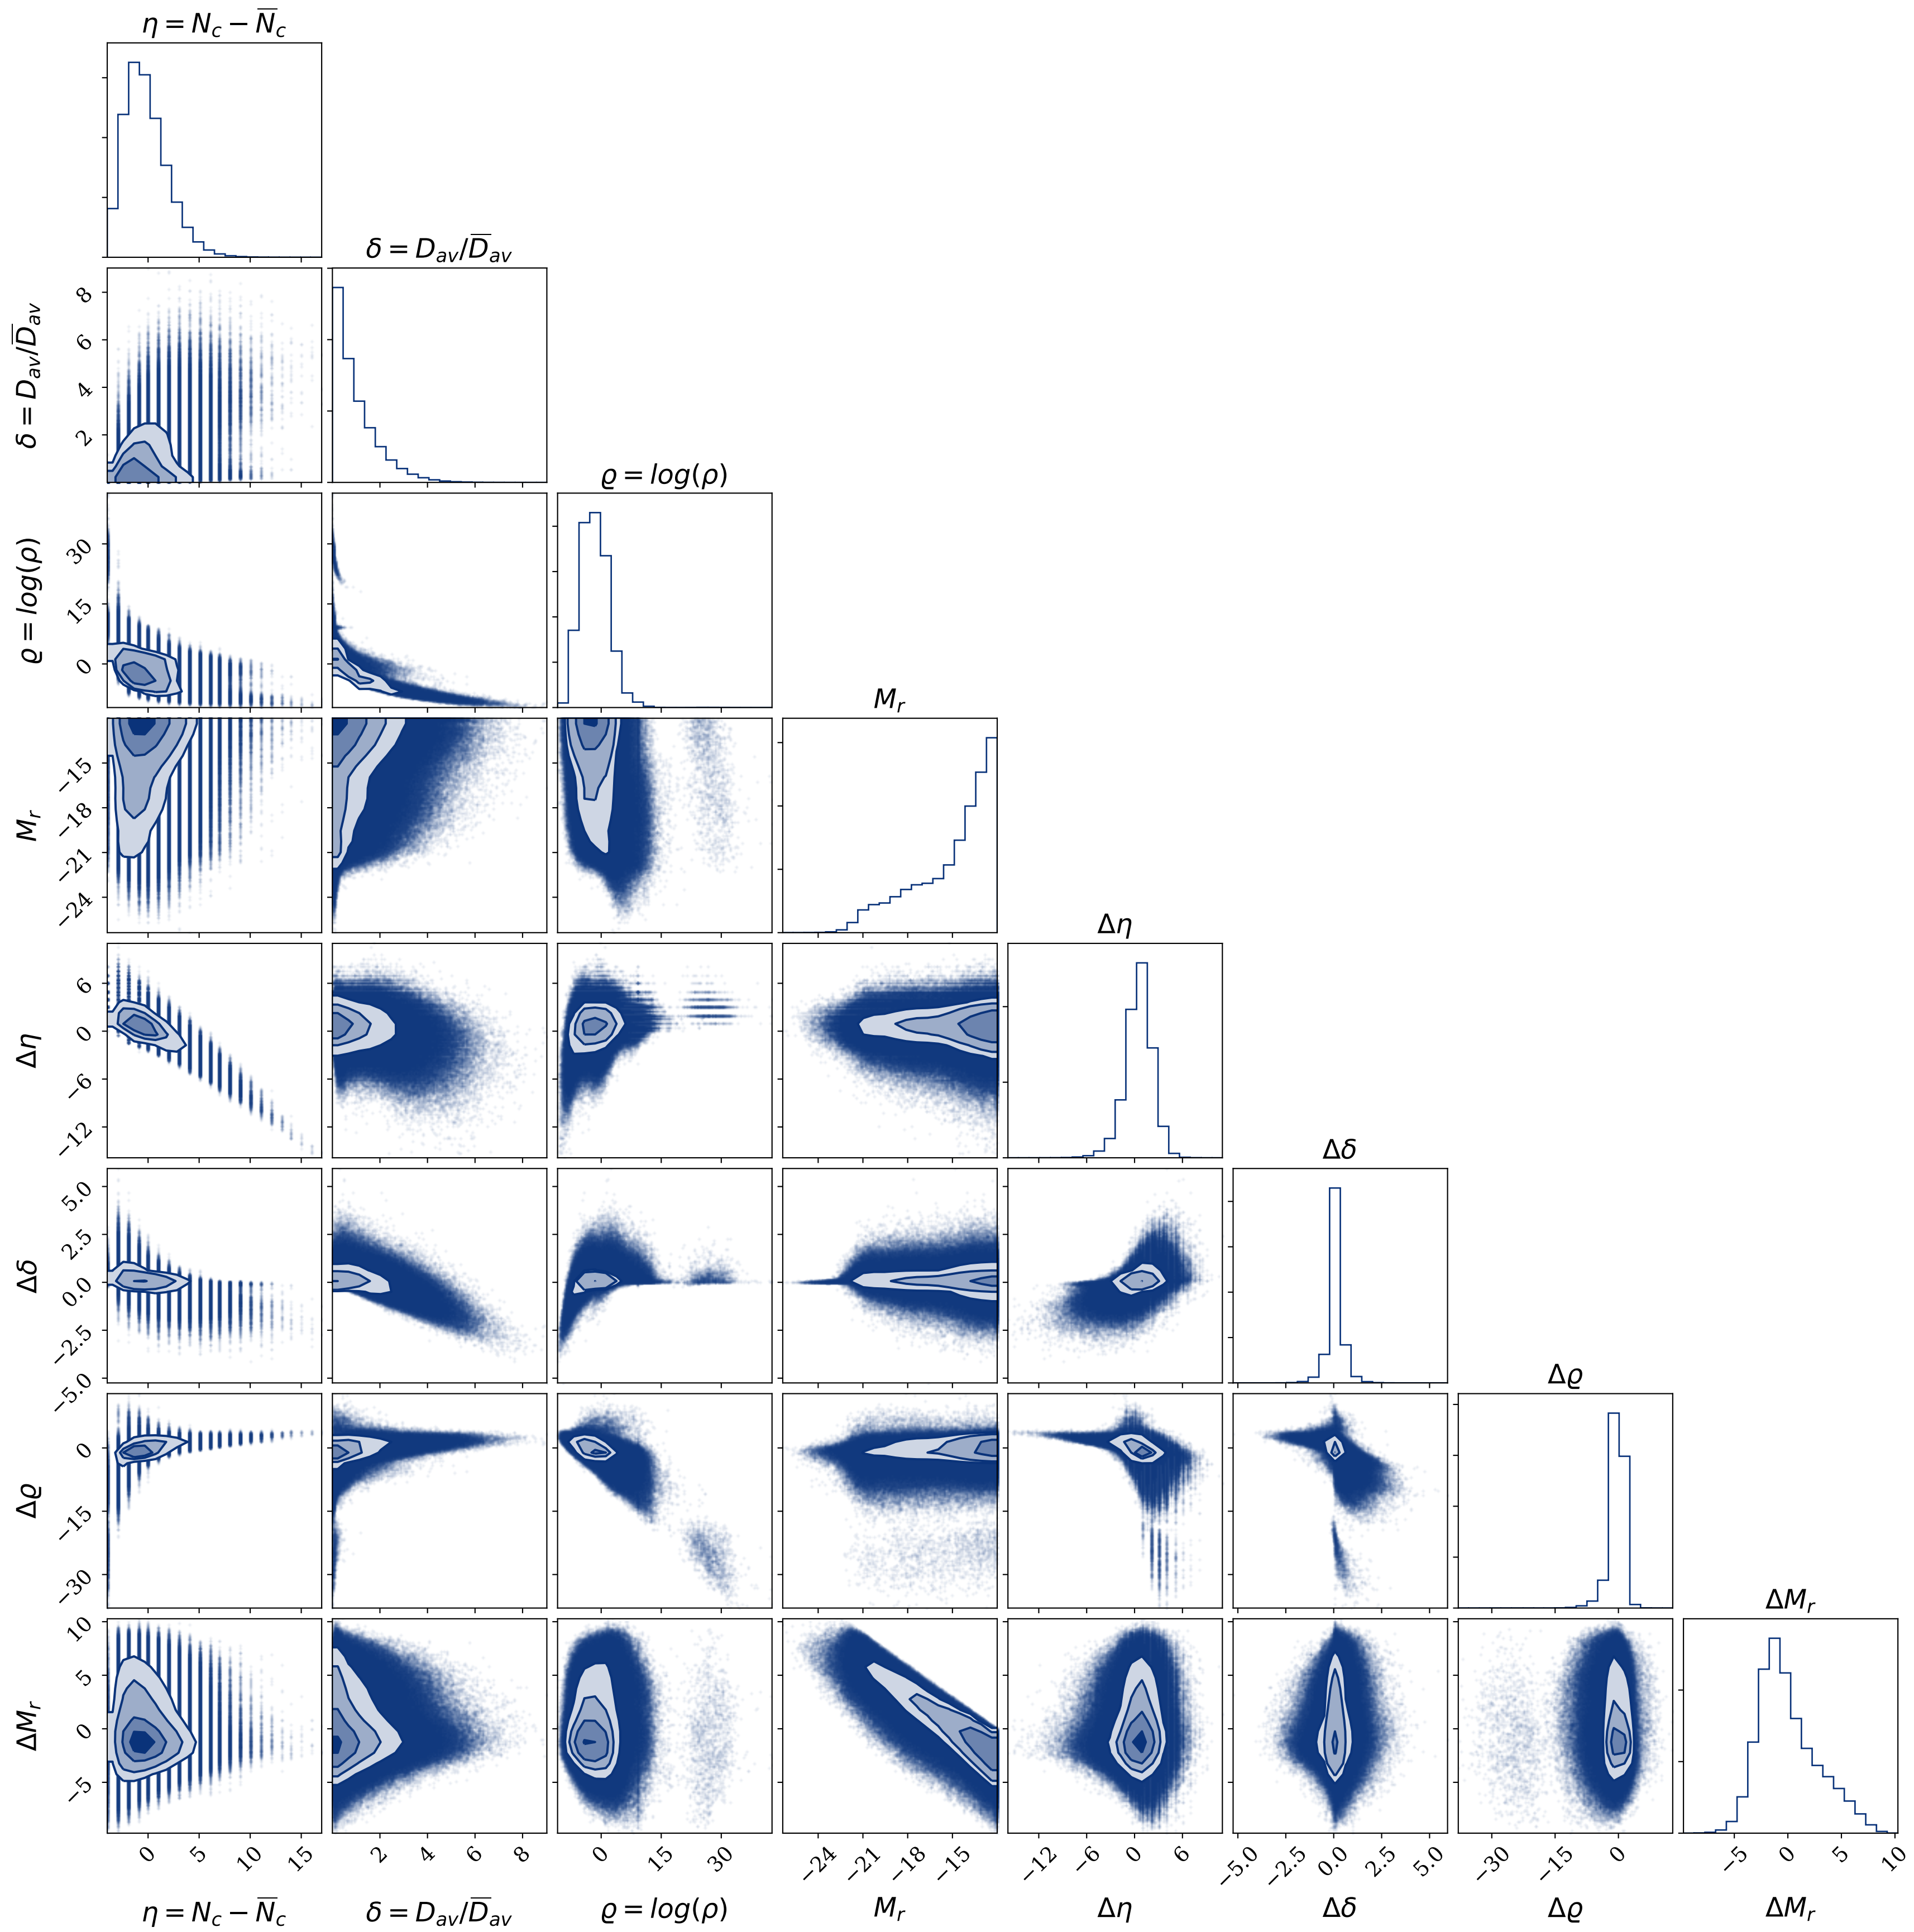 η = N_c − N̅_c
δ = D_av/D̅_av
δ = D_av/D̅_av
8
6
4
2
ϱ = log(ρ)
ϱ = log(ρ)
30
15
0
M_r
M_r
−15
−18
−21
−24
Δη
Δη
6
0
−6
−12
Δδ
Δδ
5.0
2.5
0.0
−2.5
−5.0
Δϱ
Δϱ
0
−15
−30
ΔM_r
ΔM_r
10
5
0
−5
0 5 10 15 2 4 6 8 0 15 30 −24 −21 −18 −15 −12 −6 0 6 −5.0 −2.5 0.0 2.5 5.0 −30 −15 0 −5 0 5 10
η = N_c − N̅_c δ = D_av/D̅_av ϱ = log(ρ) M_r Δη Δδ Δϱ ΔM_r